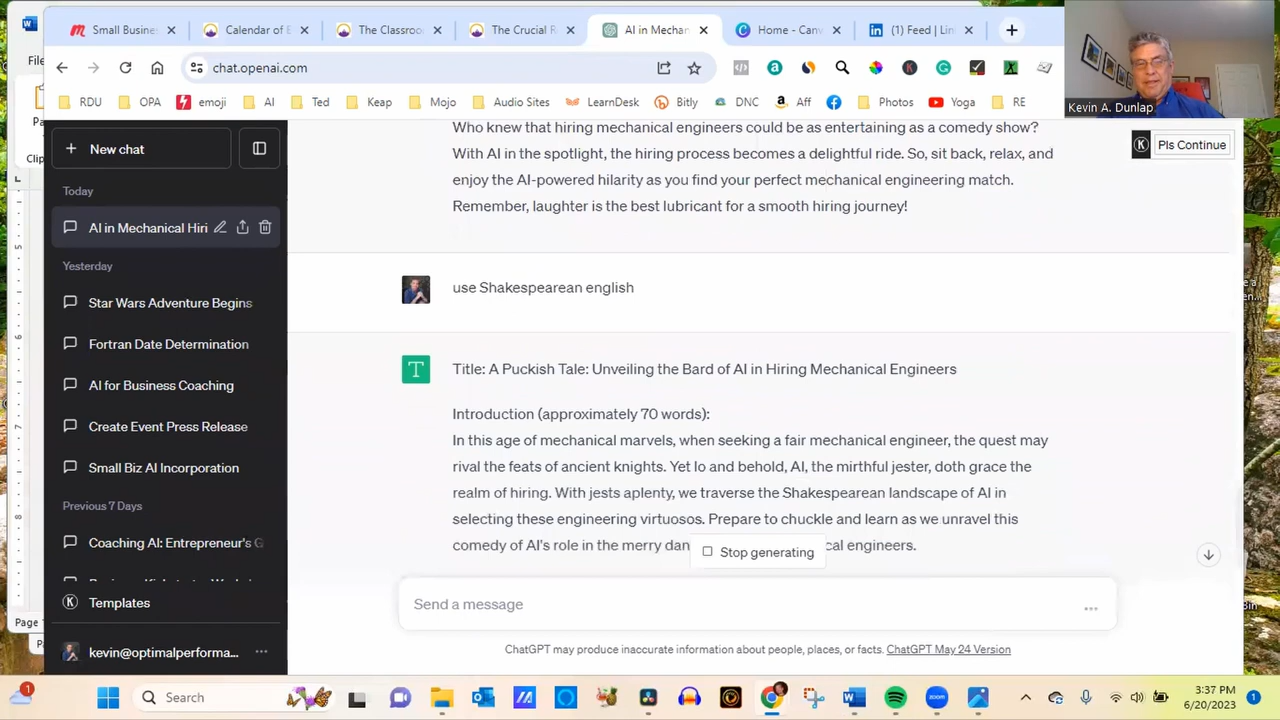 Small Busine
Calendar of E
The Classroon
The Crucial R
AI in Mechan
Home - Canv
(1) Feed | Lin
chat.openai.com
RDU
OPA
emoji
AI
Ted
Keap
Mojo
Audio Sites
LearnDesk
Bitly
DNC
Aff
Photos
Yoga
RE
Kevin A. Dunlap
File
Pa
Clip
New chat
Today
AI in Mechanical Hiri
Yesterday
Star Wars Adventure Begins
Fortran Date Determination
AI for Business Coaching
Create Event Press Release
Small Biz AI Incorporation
Previous 7 Days
Coaching AI: Entrepreneur's G
Templates
kevin@optimalperforma...
Page
Pls Continue
Who knew that hiring mechanical engineers could be as entertaining as a comedy show?
With AI in the spotlight, the hiring process becomes a delightful ride. So, sit back, relax, and
enjoy the AI-powered hilarity as you find your perfect mechanical engineering match.
Remember, laughter is the best lubricant for a smooth hiring journey!
use Shakespearean english
Title: A Puckish Tale: Unveiling the Bard of AI in Hiring Mechanical Engineers
Introduction (approximately 70 words):
In this age of mechanical marvels, when seeking a fair mechanical engineer, the quest may
rival the feats of ancient knights. Yet lo and behold, AI, the mirthful jester, doth grace the
realm of hiring. With jests aplenty, we traverse the Shakespearean landscape of AI in
selecting these engineering virtuosos. Prepare to chuckle and learn as we unravel this
comedy of AI's role in the merry dan
cal engineers.
Stop generating
Send a message
ChatGPT may produce inaccurate information about people, places, or facts. ChatGPT May 24 Version
Search
3:37 PM
6/20/2023